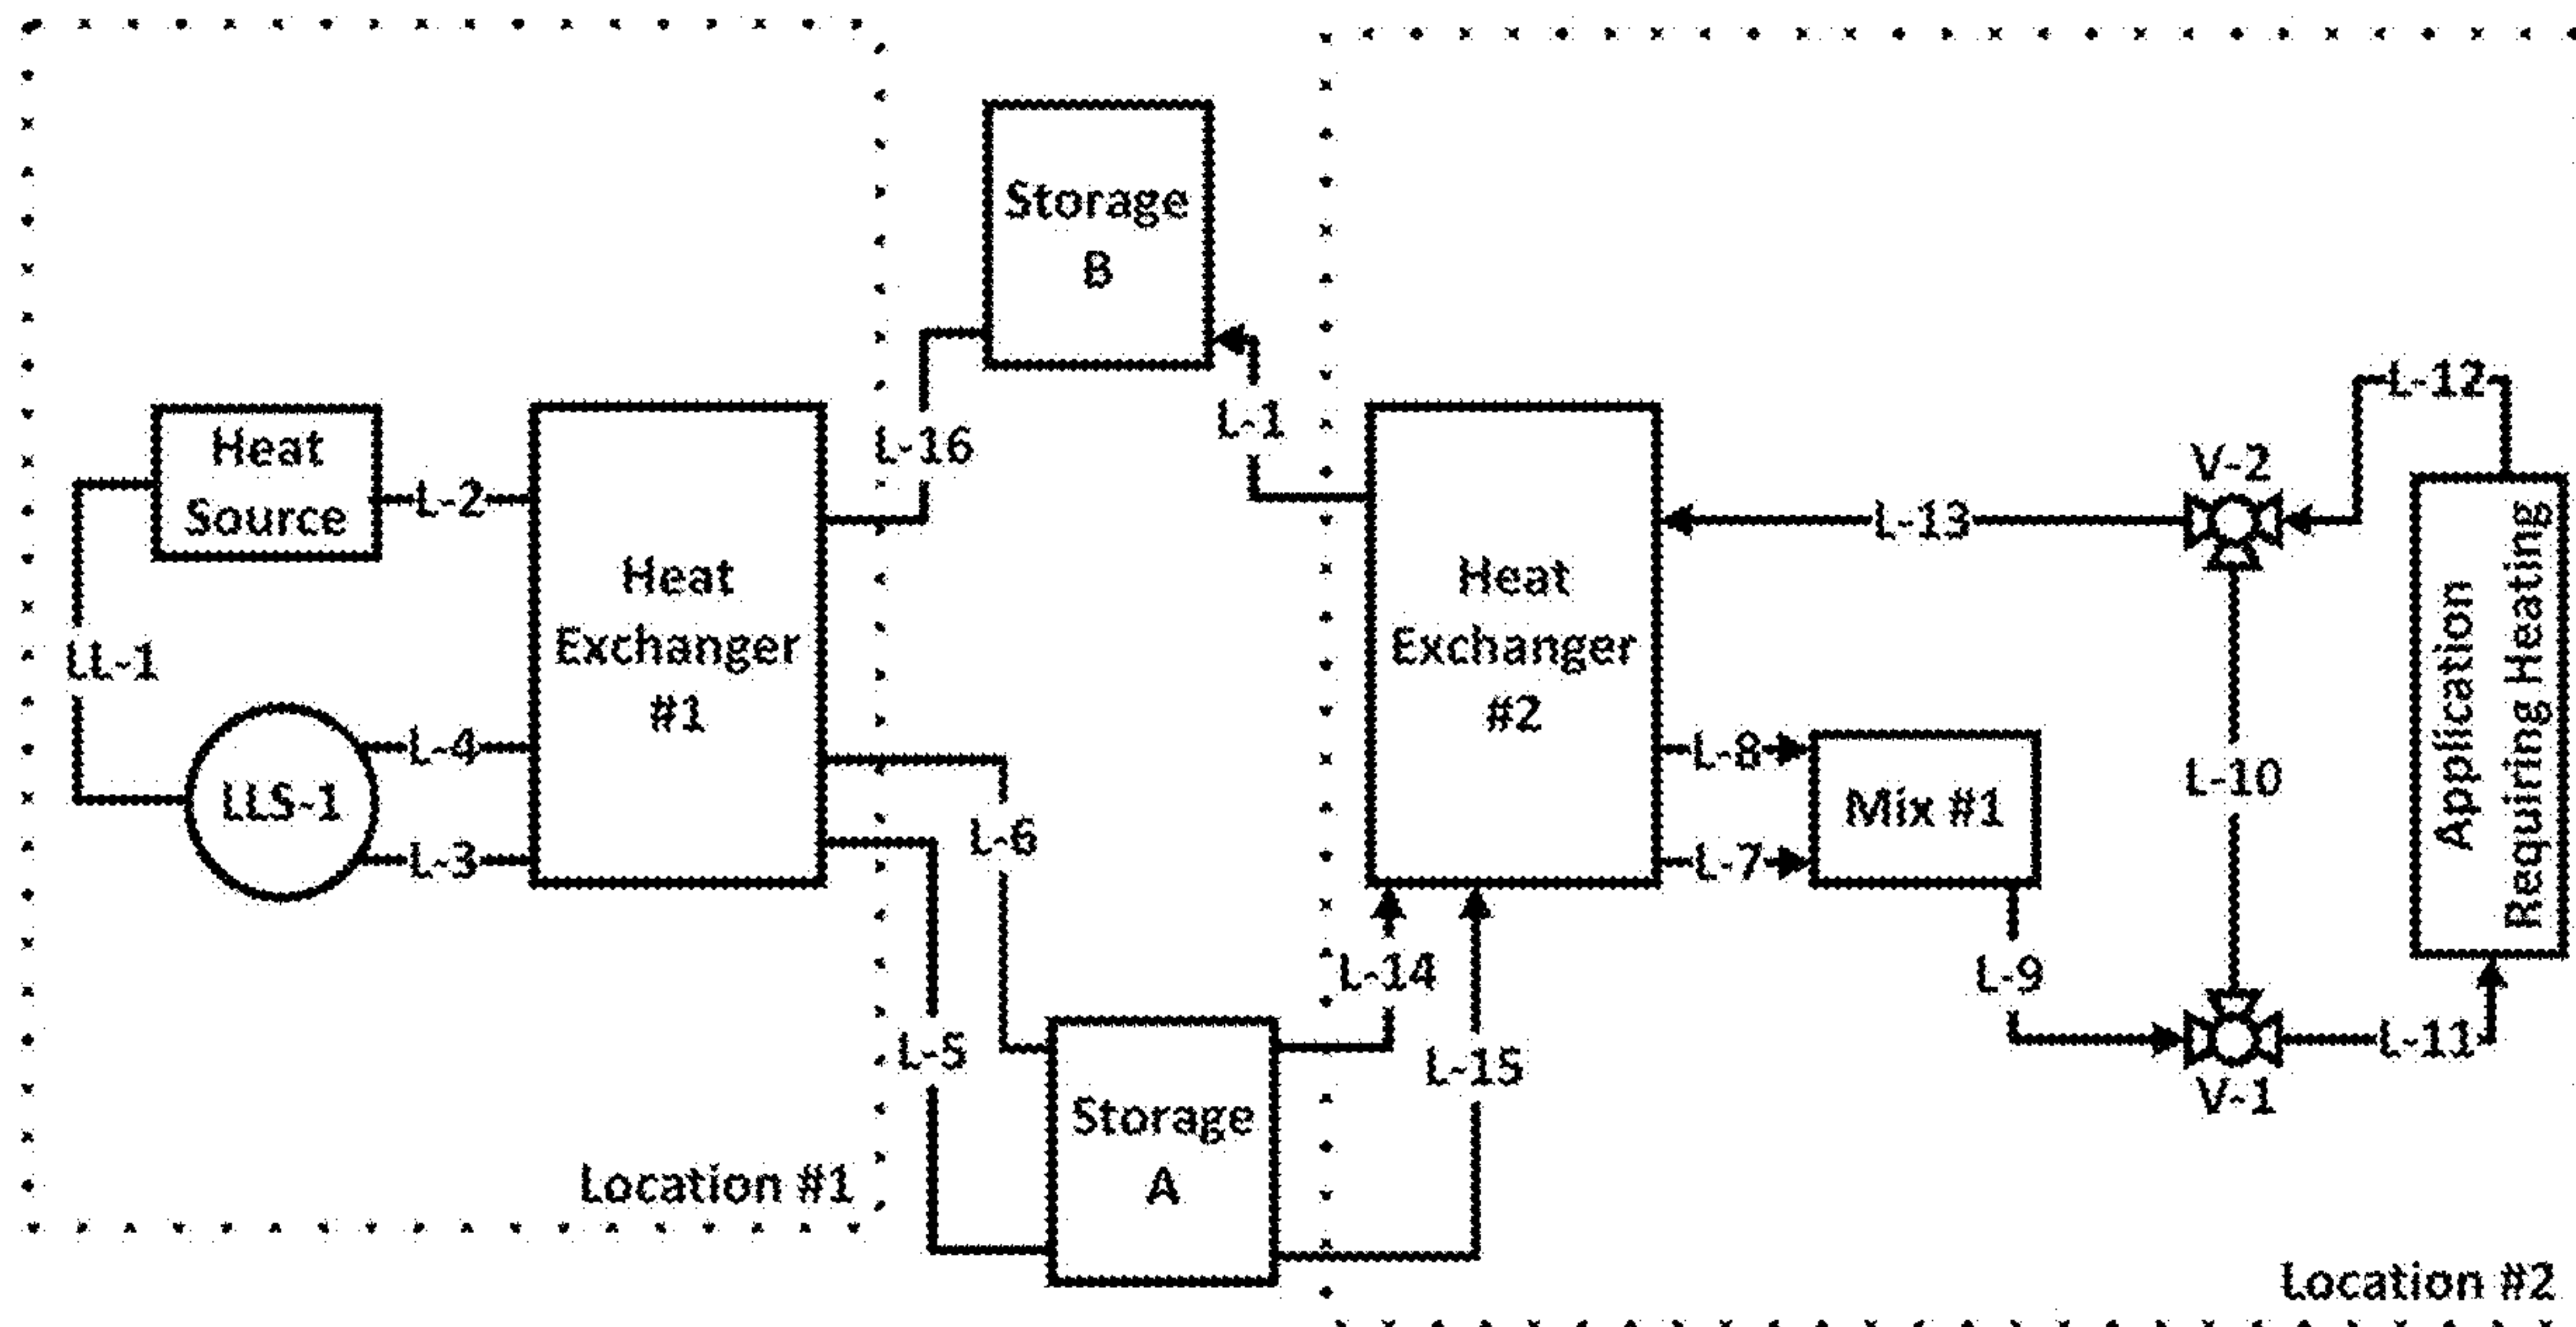 Storage
B
L-12
Heat
Source
L-2
L-16
L-1
V-2
L-13
Heat
Exchanger
#1
Heat
Exchanger
#2
Application
Requiring Heating
LL-1
L-4
LLS-1
L-3
L-6
L-8
Mix #1
L-7
L-10
L-14
L-9
L-5
L-15
L-11
V-1
Storage
A
Location #1
Location #2